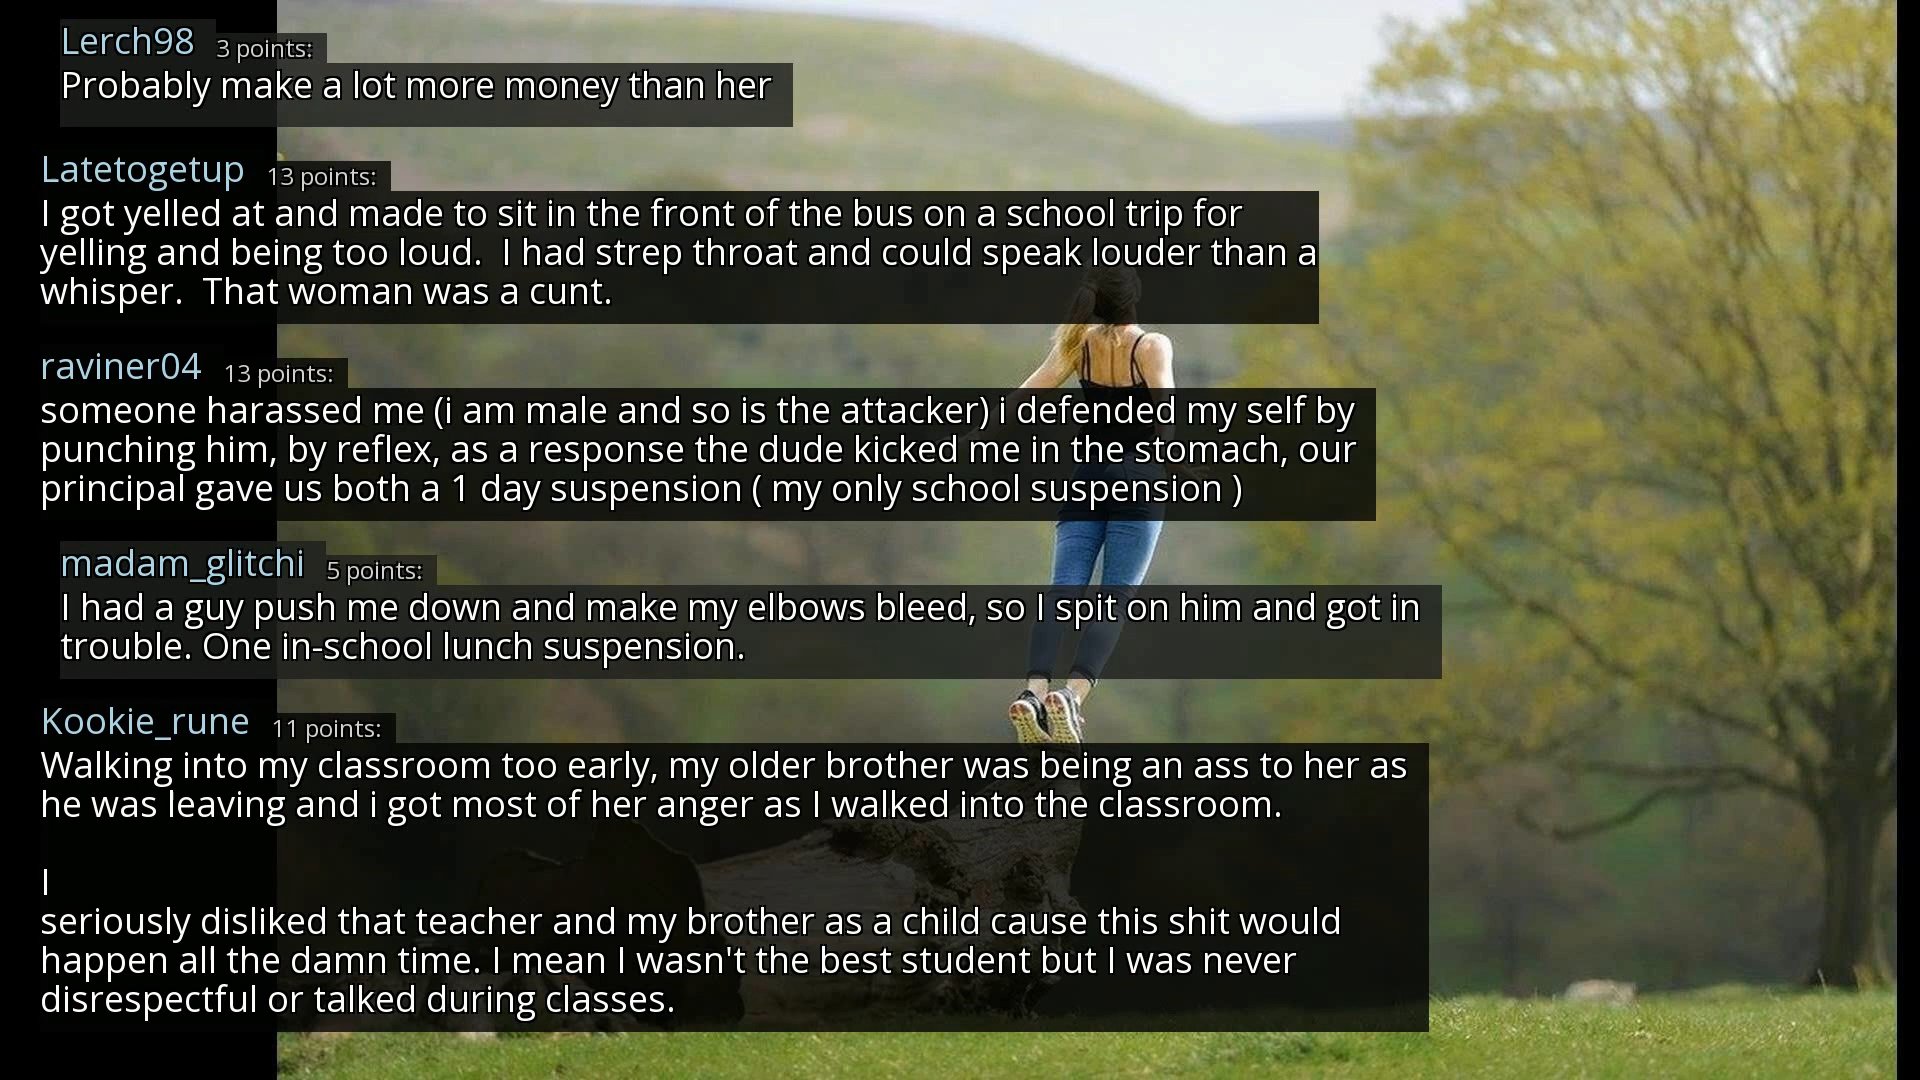 Lerch98 3 points:
Probably make a lot more money than her
Latetogetup 13 points:
I got yelled at and made to sit in the front of the bus on a school trip for
yelling and being too loud.  I had strep throat and could speak louder than a
whisper.  That woman was a cunt.
raviner04 13 points:
someone harassed me (i am male and so is the attacker) i defended my self by
punching him, by reflex, as a response the dude kicked me in the stomach, our
principal gave us both a 1 day suspension ( my only school suspension )
madam_glitchi 5 points:
I had a guy push me down and make my elbows bleed, so I spit on him and got in
trouble. One in-school lunch suspension.
Kookie_rune 11 points:
Walking into my classroom too early, my older brother was being an ass to her as
he was leaving and i got most of her anger as I walked into the classroom.
I
seriously disliked that teacher and my brother as a child cause this shit would
happen all the damn time. I mean I wasn't the best student but I was never
disrespectful or talked during classes.